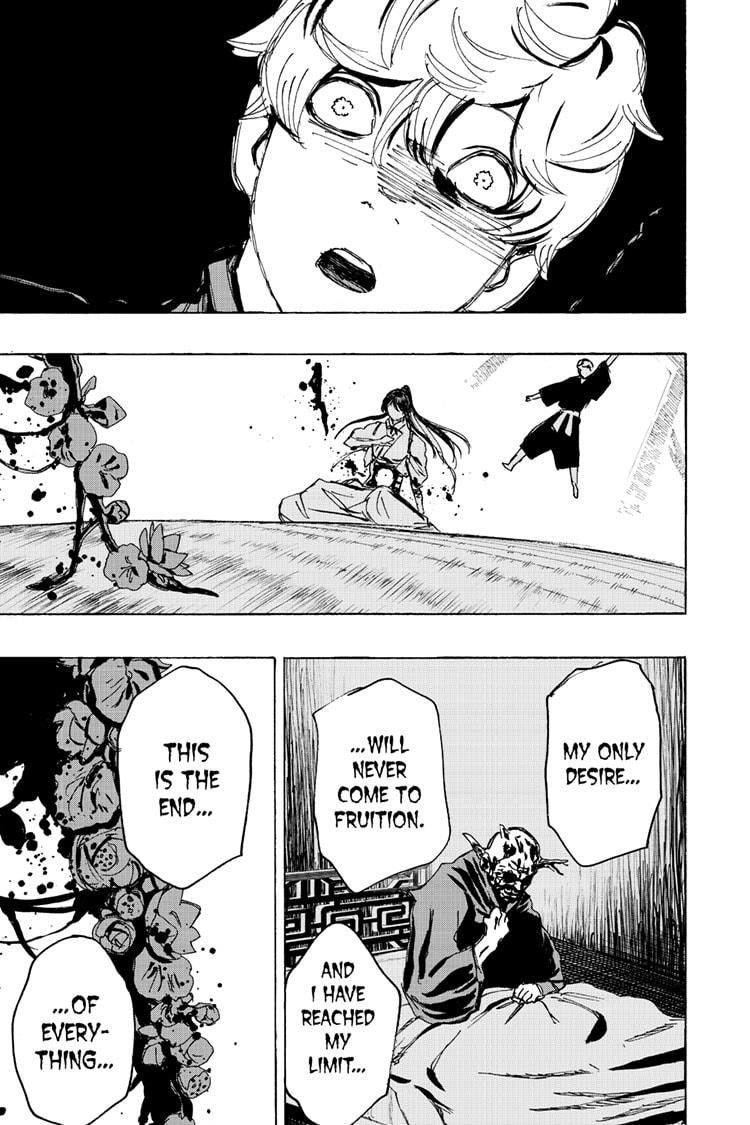 MY ONLY
DESIRE...
...WILL
NEVER
COME TO
FRUITION.
AND
I HAVE
REACHED
MY
LIMIT...
THIS
IS THE
END...
...OF
EVERY-
THING...